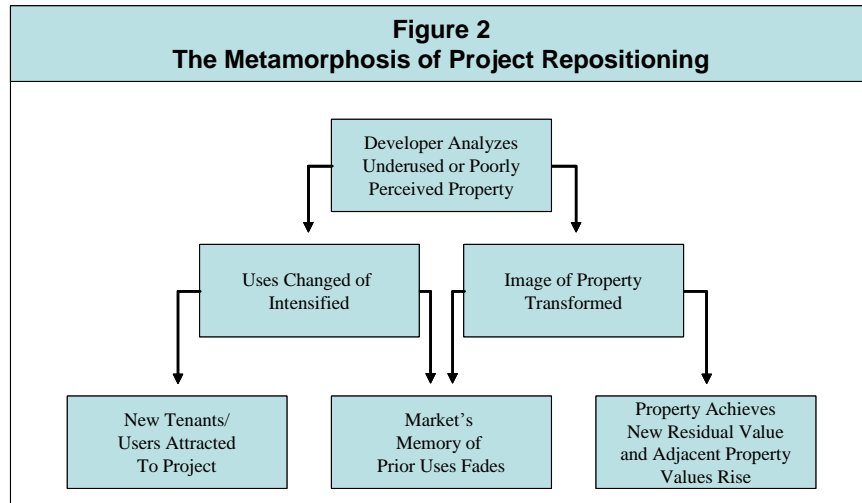 Figure 2
The Metamorphosis of Project Repositioning
Developer Analyzes
Underused or Poorly
Perceived Property
Uses Changed of
Intensified
Image of Property
Transformed
New Tenants/
Users Attracted
To Project
Market's
Memory of
Prior Uses Fades
Property Achieves
New Residual Value
and Adjacent Property
Values Rise